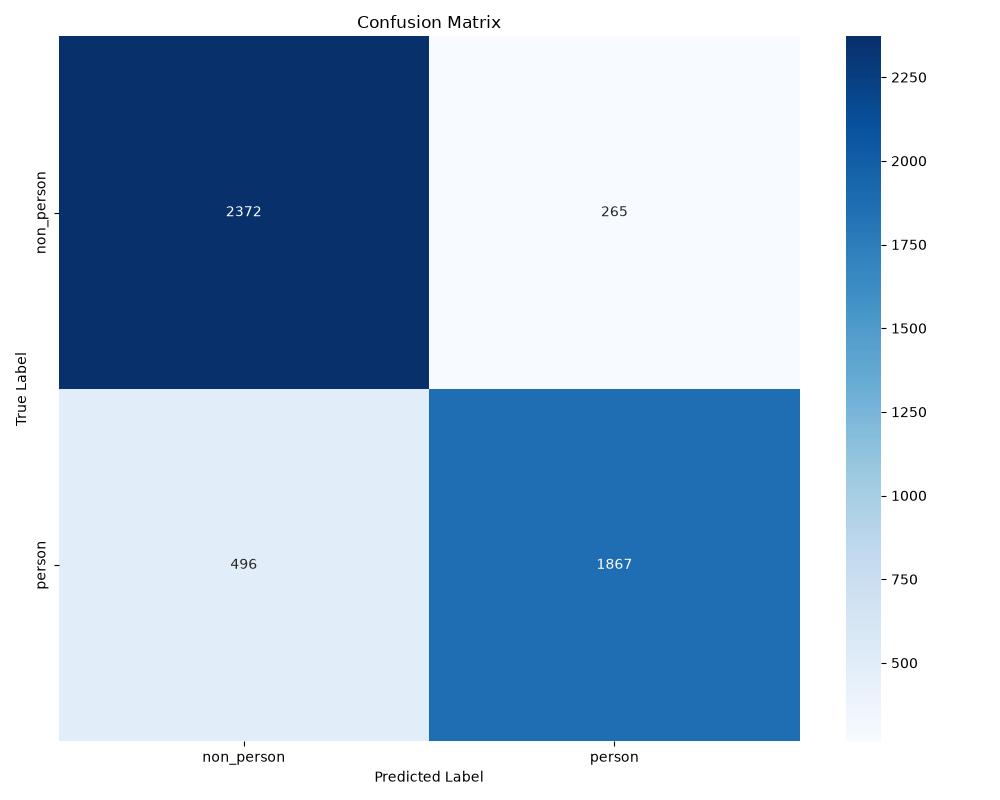 Confusion Matrix
2372 265
496 1867
non_person
person
True Label
non_person person
Predicted Label
2250
2000
1750
1500
1250
1000
750
500